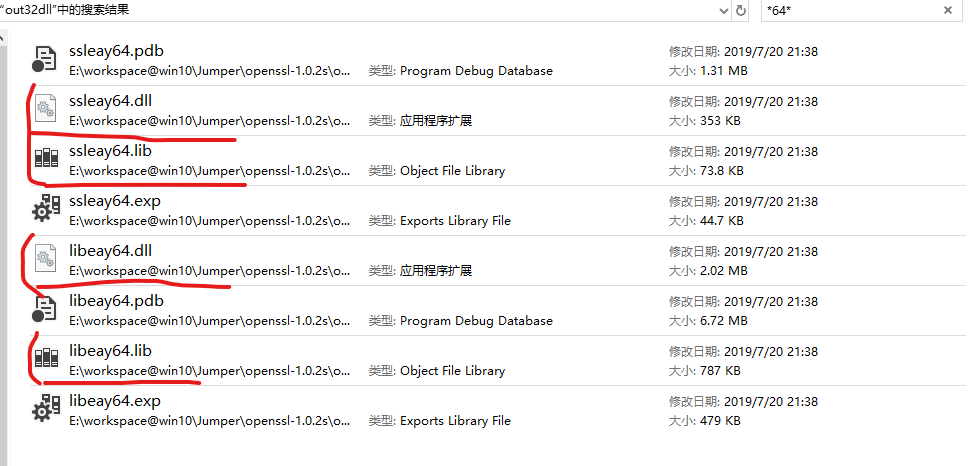 "out32dll"中的搜索结果
*64*
ssleay64.pdb
修改日期: 2019/7/20 21:38
E:\workspace@win10\Jumper\openssl-1.0.2s\o...
类型: Program Debug Database
大小: 1.31 MB
ssleay64.dll
修改日期: 2019/7/20 21:38
E:\workspace@win10\Jumper\openssl-1.0.2s\o...
类型: 应用程序扩展
大小: 353 KB
ssleay64.lib
修改日期: 2019/7/20 21:38
E:\workspace@win10\Jumper\openssl-1.0.2s\o...
类型: Object File Library
大小: 73.8 KB
ssleay64.exp
修改日期: 2019/7/20 21:38
E:\workspace@win10\Jumper\openssl-1.0.2s\o...
类型: Exports Library File
大小: 44.7 KB
libeay64.dll
修改日期: 2019/7/20 21:38
E:\workspace@win10\Jumper\openssl-1.0.2s\o...
类型: 应用程序扩展
大小: 2.02 MB
libeay64.pdb
修改日期: 2019/7/20 21:38
E:\workspace@win10\Jumper\openssl-1.0.2s\o...
类型: Program Debug Database
大小: 6.72 MB
libeay64.lib
修改日期: 2019/7/20 21:38
E:\workspace@win10\Jumper\openssl-1.0.2s\o...
类型: Object File Library
大小: 787 KB
libeay64.exp
修改日期: 2019/7/20 21:38
E:\workspace@win10\Jumper\openssl-1.0.2s\o...
类型: Exports Library File
大小: 479 KB